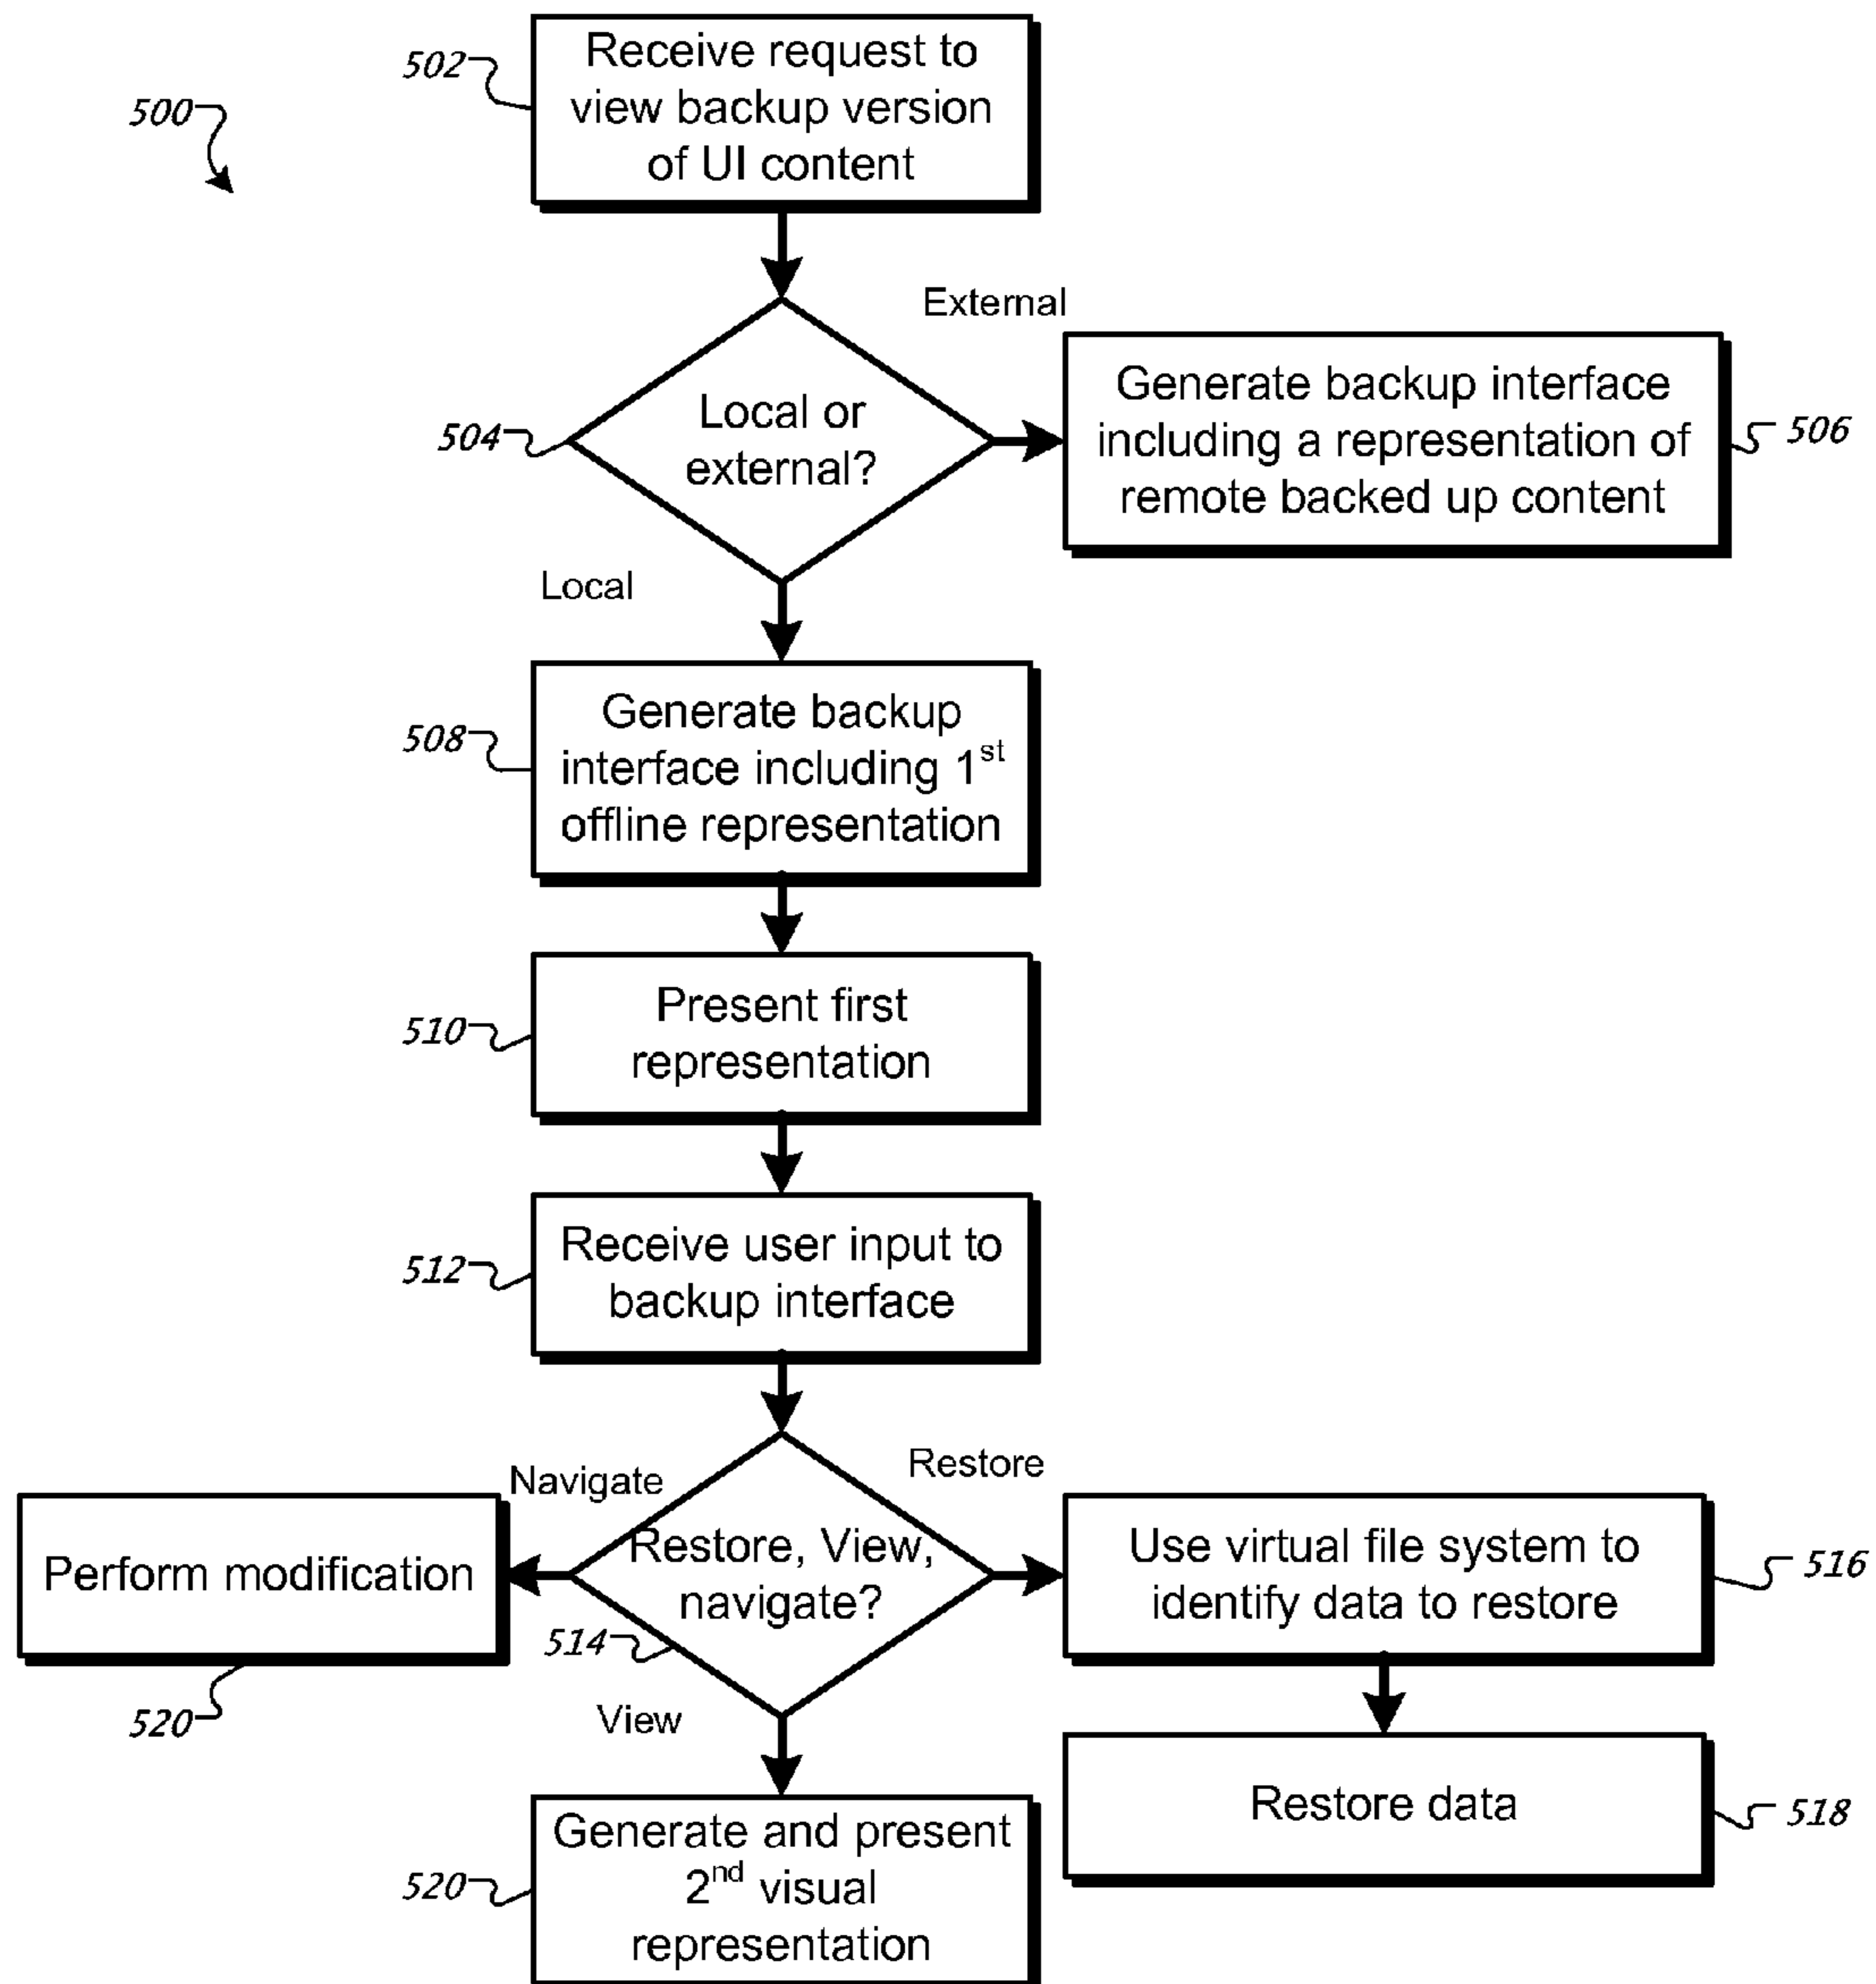 502
Receive request to
view backup version
of UI content
500
External
504
Local or
external?
Generate backup interface
including a representation of
remote backed up content
506
Local
508
Generate backup
interface including 1st
offline representation
510
Present first
representation
512
Receive user input to
backup interface
Navigate
Restore
Perform modification
520
Restore, View,
navigate?
514
Use virtual file system to
identify data to restore
516
View
Restore data
518
520
Generate and present
2nd visual
representation